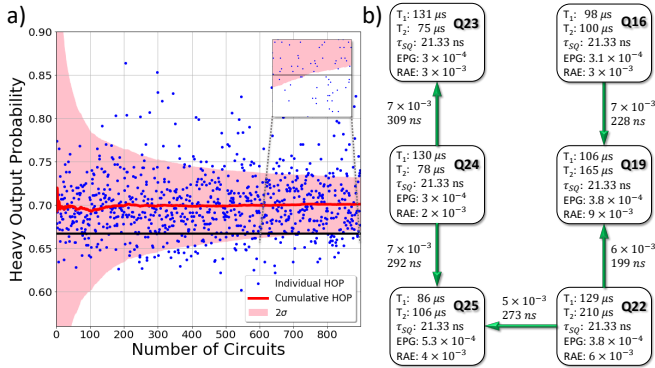 a)
Heavy Output Probability
0.90
0.85
0.80
0.75
0.70
0.65
0.60
0 100 200 300 400 500 600 700 800
Number of Circuits
Individual HOP
Cumulative HOP
2σ
b)
Q23
T₁: 131 μs
T₂: 75 μs
τ_SQ: 21.33 ns
EPG: 3 × 10⁻⁴
RAE: 3 × 10⁻³
Q16
T₁: 98 μs
T₂: 100 μs
τ_SQ: 21.33 ns
EPG: 3.1 × 10⁻⁴
RAE: 3 × 10⁻³
7 × 10⁻³
309 ns
7 × 10⁻³
228 ns
Q24
T₁: 130 μs
T₂: 78 μs
τ_SQ: 21.33 ns
EPG: 3 × 10⁻⁴
RAE: 2 × 10⁻³
Q19
T₁: 106 μs
T₂: 165 μs
τ_SQ: 21.33 ns
EPG: 3.8 × 10⁻⁴
RAE: 9 × 10⁻³
7 × 10⁻³
292 ns
6 × 10⁻³
199 ns
Q25
T₁: 86 μs
T₂: 106 μs
τ_SQ: 21.33 ns
EPG: 5.3 × 10⁻⁴
RAE: 4 × 10⁻³
5 × 10⁻³
273 ns
Q22
T₁: 129 μs
T₂: 210 μs
τ_SQ: 21.33 ns
EPG: 3.8 × 10⁻⁴
RAE: 6 × 10⁻³